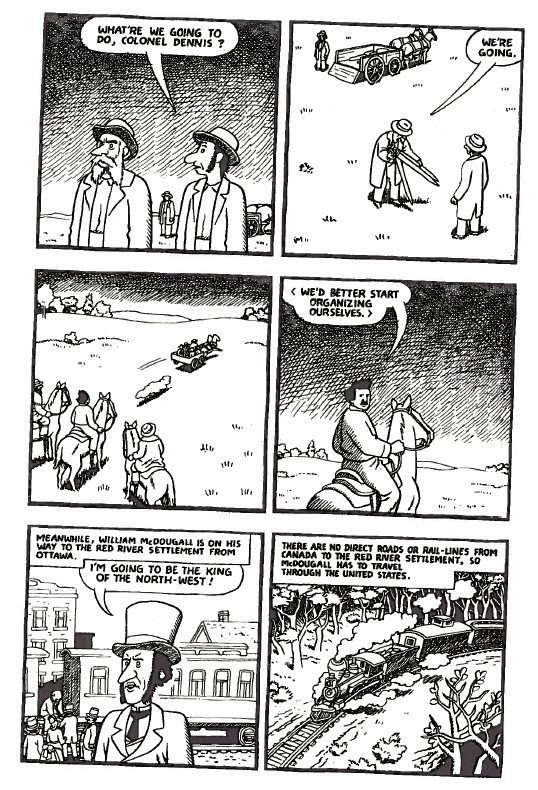 WHAT'RE WE GOING TO
DO, COLONEL DENNIS ?
WE'RE
GOING.
< WE'D BETTER START
ORGANIZING
OURSELVES. >
MEANWHILE, WILLIAM McDOUGALL IS ON HIS
WAY TO THE RED RIVER SETTLEMENT FROM
OTTAWA.
I'M GOING TO BE THE KING
OF THE NORTH-WEST !
THERE ARE NO DIRECT ROADS OR RAIL-LINES FROM
CANADA TO THE RED RIVER SETTLEMENT, SO
McDOUGALL HAS TO TRAVEL
THROUGH THE UNITED STATES.